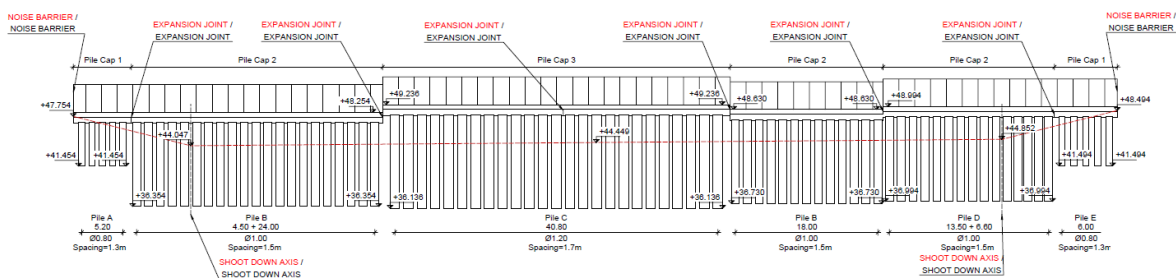 NOISE BARRIER /
NOISE BARRIER
EXPANSION JOINT /
EXPANSION JOINT
EXPANSION JOINT /
EXPANSION JOINT
EXPANSION JOINT /
EXPANSION JOINT
EXPANSION JOINT /
EXPANSION JOINT
EXPANSION JOINT /
EXPANSION JOINT
EXPANSION JOINT /
EXPANSION JOINT
NOISE BARRIER /
NOISE BARRIER
Pile Cap 1
Pile Cap 2
Pile Cap 3
Pile Cap 2
Pile Cap 2
Pile Cap 1
+47.754
+48.254
+49.236
+49.236
+48.630
+48.630
+48.994
+48.494
+44.047
+44.449
+44.852
+41.454
+41.454
+41.494
+41.494
+36.354
+36.354
+36.136
+36.136
+36.730
+36.730
+36.994
+36.994
Pile A
5.20
Ø0.80
Spacing=1.3m
Pile B
4.50 + 24.00
Ø1.00
Spacing=1.5m
Pile C
40.80
Ø1.20
Spacing=1.7m
Pile B
18.00
Ø1.00
Spacing=1.5m
Pile D
13.50 + 6.60
Ø1.00
Spacing=1.5m
Pile E
6.00
Ø0.80
Spacing=1.3m
SHOOT DOWN AXIS /
SHOOT DOWN AXIS
SHOOT DOWN AXIS /
SHOOT DOWN AXIS